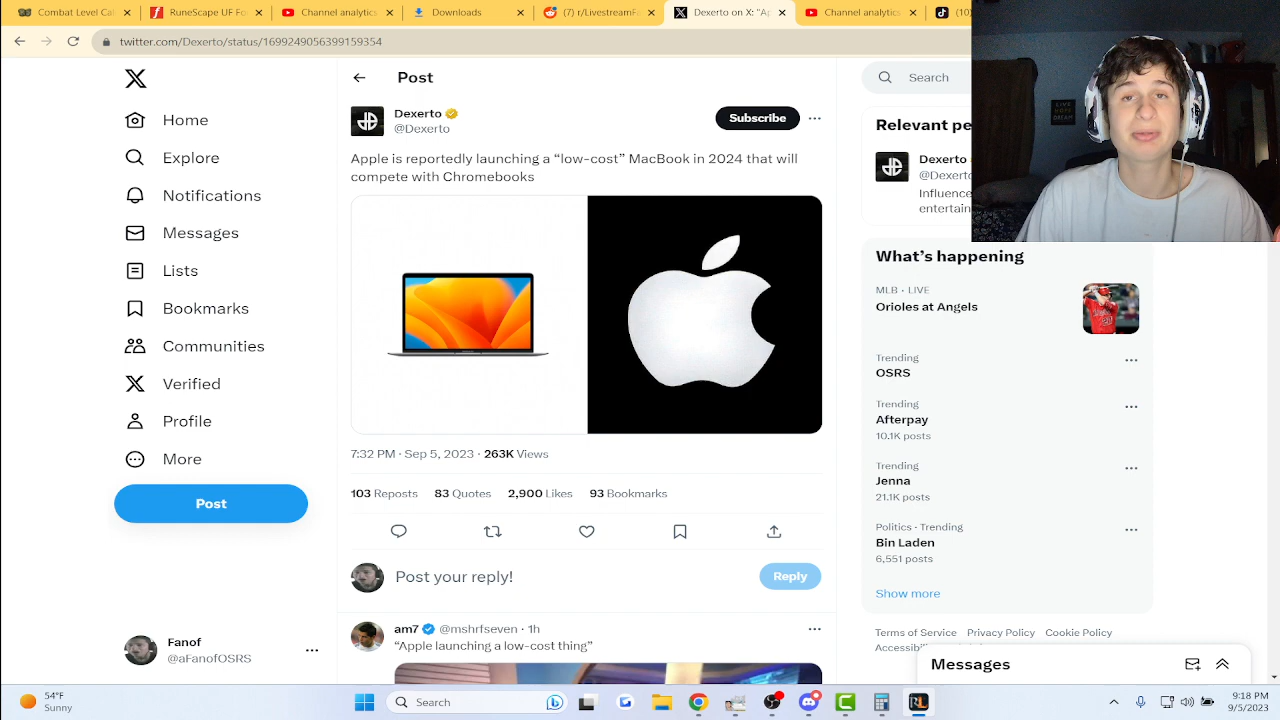 Combat Level Cal
RuneScape UF Fo
Channel analytic
Downloads
(7) r/LivestreamF
Dexerto on X: "Ap
Channel analytics
(10)
twitter.com/Dexerto/status/1699249056399159354
Home
Explore
Notifications
Messages
Lists
Bookmarks
Communities
Verified
Profile
More
Post
Fanof
@aFanofOSRS
Post
Dexerto
@Dexerto
Subscribe
Apple is reportedly launching a “low-cost” MacBook in 2024 that will
compete with Chromebooks
7:32 PM · Sep 5, 2023 · 263K Views
103 Reposts 83 Quotes 2,900 Likes 93 Bookmarks
Post your reply!
Reply
am7 @mshrfseven · 1h
“Apple launching a low-cost thing”
Search
Relevant pe
Dexerto
@Dexerto
Influence
entertain
LIVE
DREAM
What’s happening
MLB · LIVE
Orioles at Angels
Trending
OSRS
Trending
Afterpay
10.1K posts
Trending
Jenna
21.1K posts
Politics · Trending
Bin Laden
6,551 posts
Show more
Terms of Service Privacy Policy Cookie Policy
Accessibi
Messages
54°F
Sunny
Search
9:18 PM
9/5/2023